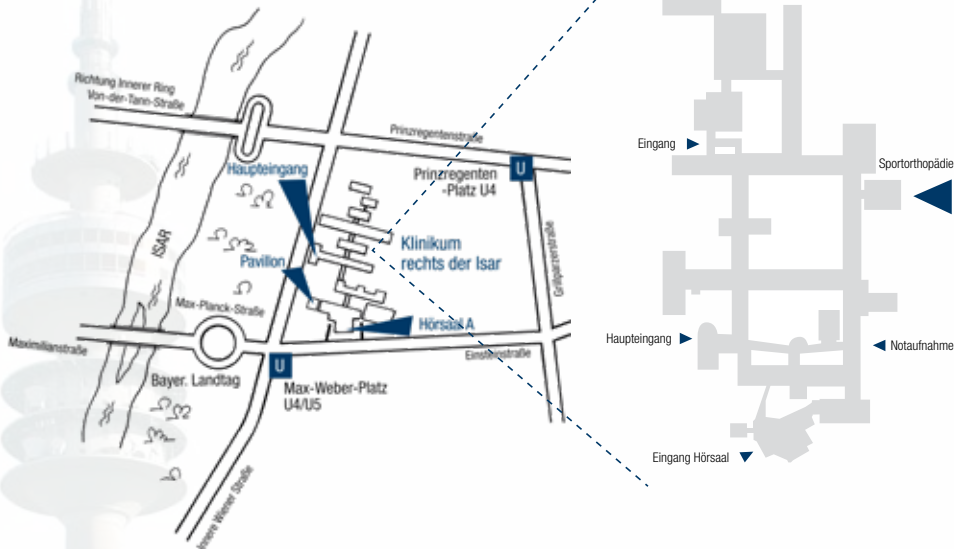 Richtung Innerer Ring
Von-der-Tann-Straße
Prinzregentenstraße
Haupteingang
Prinzregenten
-Platz U4
U
ISAR
Klinikum
rechts der Isar
Pavillon
Grillparzerstraße
Max-Planck-Straße
Hörsaal A
Maximilianstraße
Einsteinstraße
Bayer. Landtag
U
Max-Weber-Platz
U4/U5
Innere Wiener Straße
Eingang
Sportorthopädie
Haupteingang
Notaufnahme
Eingang Hörsaal